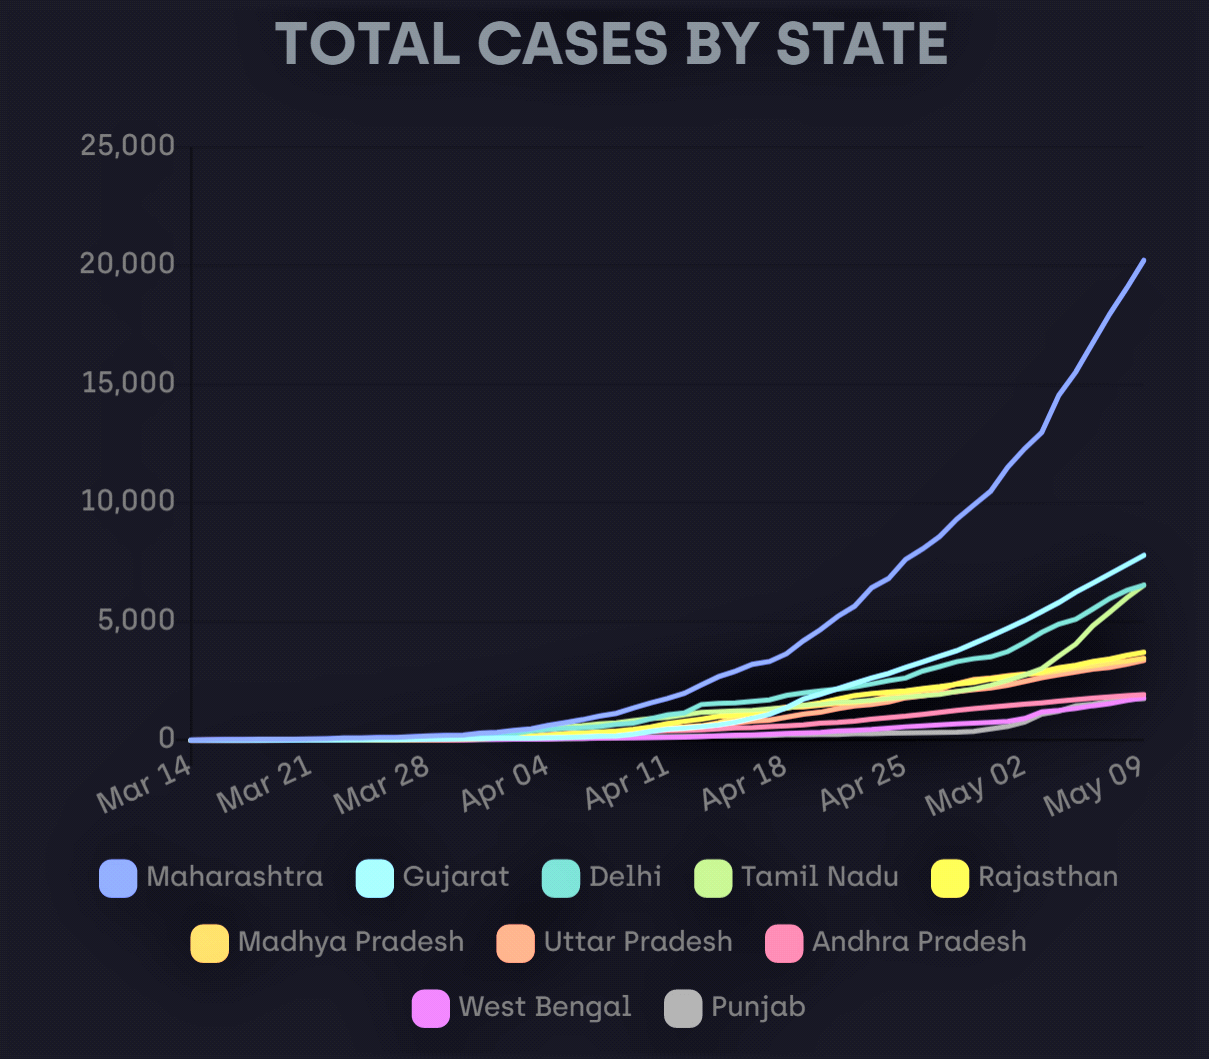 TOTAL CASES BY STATE
25,000
20,000
15,000
10,000
5,000
0
Mar 14 Mar 21 Mar 28 Apr 04 Apr 11 Apr 18 Apr 25 May 02 May 09
Maharashtra Gujarat Delhi Tamil Nadu Rajasthan
Madhya Pradesh Uttar Pradesh Andhra Pradesh
West Bengal Punjab